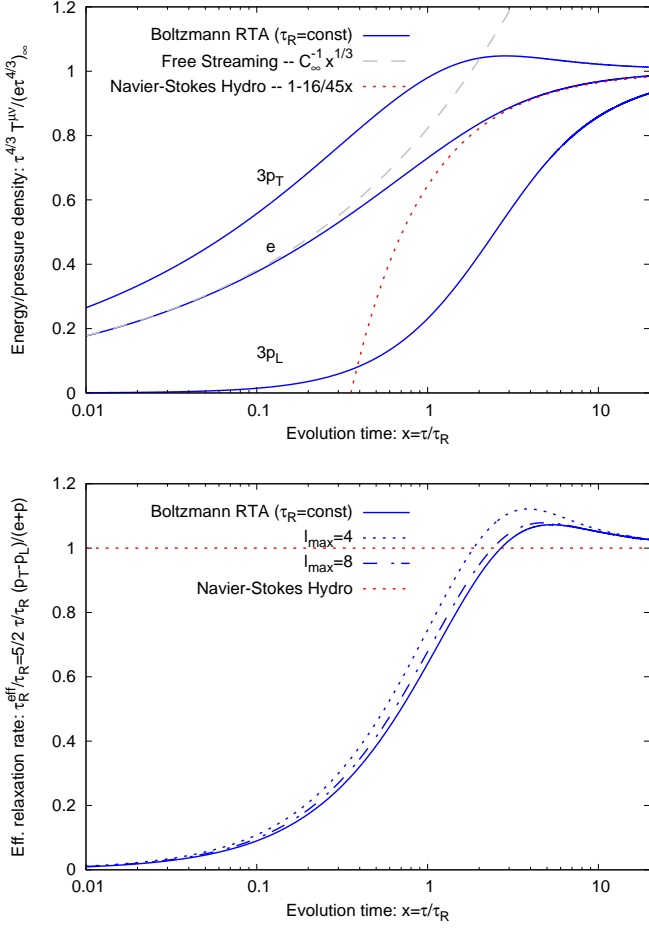 Energy/pressure density: τ^{4/3} T^{μν}/(eτ^{4/3})_∞
1.2
1
0.8
0.6
0.4
0.2
0
Boltzmann RTA (τ_R=const)
Free Streaming -- C_∞^{-1} x^{1/3}
Navier-Stokes Hydro -- 1-16/45x
3p_T
e
3p_L
0.01 0.1 1 10
Evolution time: x=τ/τ_R
Eff. relaxation rate: τ_R^{eff}/τ_R=5/2 τ/τ_R (p_T-p_L)/(e+p)
1.2
1
0.8
0.6
0.4
0.2
0
Boltzmann RTA (τ_R=const)
l_max=4
l_max=8
Navier-Stokes Hydro
0.01 0.1 1 10
Evolution time: x=τ/τ_R